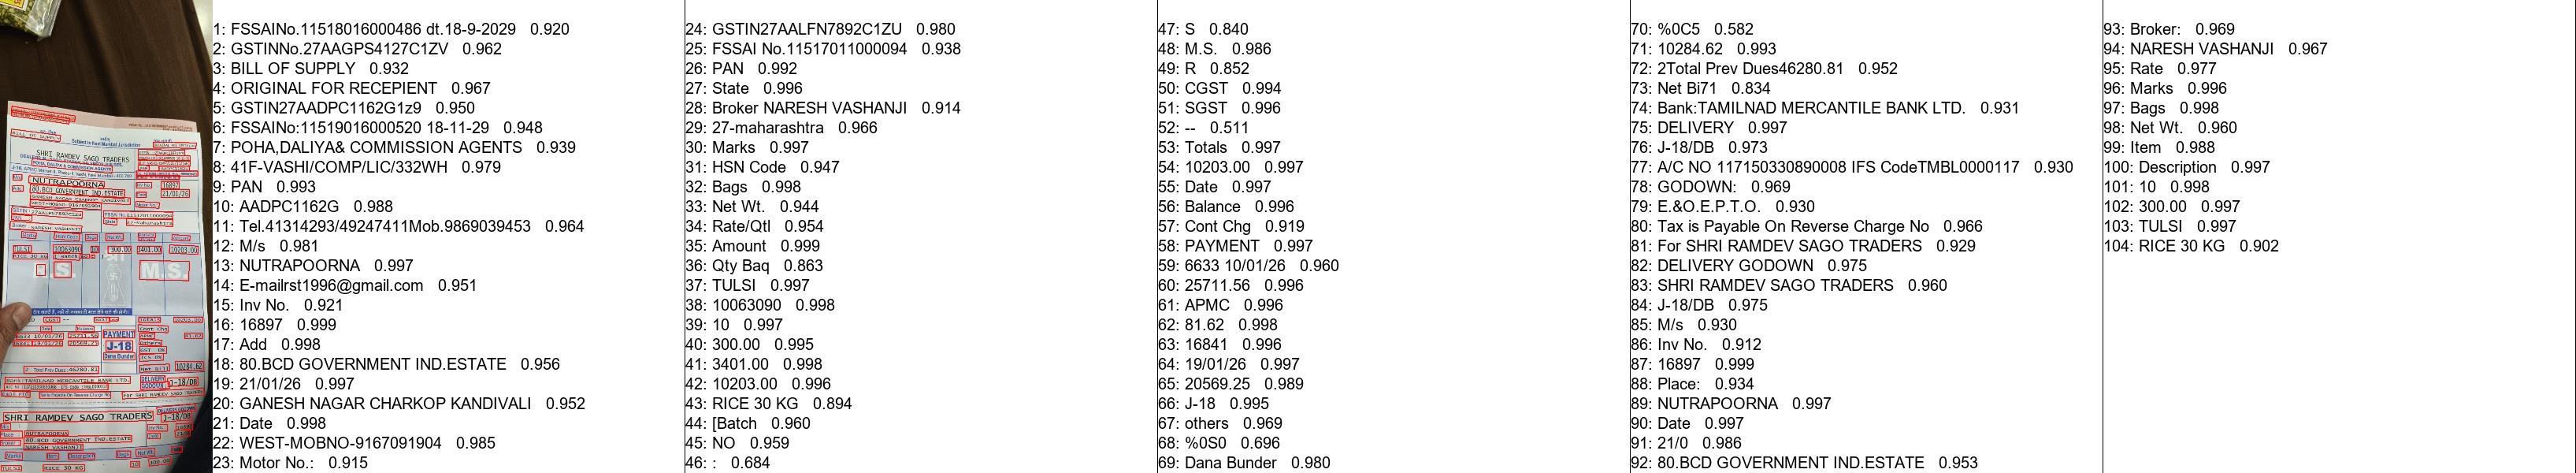 1: FSSAINo.11518016000486 dt.18-9-2029 0.920
2: GSTINNo.27AAGPS4127C1ZV 0.962
3: BILL OF SUPPLY 0.932
4: ORIGINAL FOR RECEPIENT 0.967
5: GSTIN27AADPC1162G1z9 0.950
6: FSSAINo:11519016000520 18-11-29 0.948
7: POHA,DALIYA& COMMISSION AGENTS 0.939
8: 41F-VASHI/COMP/LIC/332WH 0.979
9: PAN 0.993
10: AADPC1162G 0.988
11: Tel.41314293/49247411Mob.9869039453 0.964
12: M/s 0.981
13: NUTRAPOORNA 0.997
14: E-mailrst1996@gmail.com 0.951
15: Inv No. 0.921
16: 16897 0.999
17: Add 0.998
18: 80.BCD GOVERNMENT IND.ESTATE 0.956
19: 21/01/26 0.997
20: GANESH NAGAR CHARKOP KANDIVALI 0.952
21: Date 0.998
22: WEST-MOBNO-9167091904 0.985
23: Motor No.: 0.915
24: GSTIN27AALFN7892C1ZU 0.980
25: FSSAI No.11517011000094 0.938
26: PAN 0.992
27: State 0.996
28: Broker NARESH VASHANJI 0.914
29: 27-maharashtra 0.966
30: Marks 0.997
31: HSN Code 0.947
32: Bags 0.998
33: Net Wt. 0.944
34: Rate/Qtl 0.954
35: Amount 0.999
36: Qty Baq 0.863
37: TULSI 0.997
38: 10063090 0.998
39: 10 0.997
40: 300.00 0.995
41: 3401.00 0.998
42: 10203.00 0.996
43: RICE 30 KG 0.894
44: [Batch 0.960
45: NO 0.959
46: : 0.684
47: S 0.840
48: M.S. 0.986
49: R 0.852
50: CGST 0.994
51: SGST 0.996
52: -- 0.511
53: Totals 0.997
54: 10203.00 0.997
55: Date 0.997
56: Balance 0.996
57: Cont Chg 0.919
58: PAYMENT 0.997
59: 6633 10/01/26 0.960
60: 25711.56 0.996
61: APMC 0.996
62: 81.62 0.998
63: 16841 0.996
64: 19/01/26 0.997
65: 20569.25 0.989
66: J-18 0.995
67: others 0.969
68: %0S0 0.696
69: Dana Bunder 0.980
70: %0C5 0.582
71: 10284.62 0.993
72: 2Total Prev Dues46280.81 0.952
73: Net Bi71 0.834
74: Bank:TAMILNAD MERCANTILE BANK LTD. 0.931
75: DELIVERY 0.997
76: J-18/DB 0.973
77: A/C NO 117150330890008 IFS CodeTMBL0000117 0.930
78: GODOWN: 0.969
79: E.&O.E.P.T.O. 0.930
80: Tax is Payable On Reverse Charge No 0.966
81: For SHRI RAMDEV SAGO TRADERS 0.929
82: DELIVERY GODOWN 0.975
83: SHRI RAMDEV SAGO TRADERS 0.960
84: J-18/DB 0.975
85: M/s 0.930
86: Inv No. 0.912
87: 16897 0.999
88: Place: 0.934
89: NUTRAPOORNA 0.997
90: Date 0.997
91: 21/0 0.986
92: 80.BCD GOVERNMENT IND.ESTATE 0.953
93: Broker: 0.969
94: NARESH VASHANJI 0.967
95: Rate 0.977
96: Marks 0.996
97: Bags 0.998
98: Net Wt. 0.960
99: Item 0.988
100: Description 0.997
101: 10 0.998
102: 300.00 0.997
103: TULSI 0.997
104: RICE 30 KG 0.902